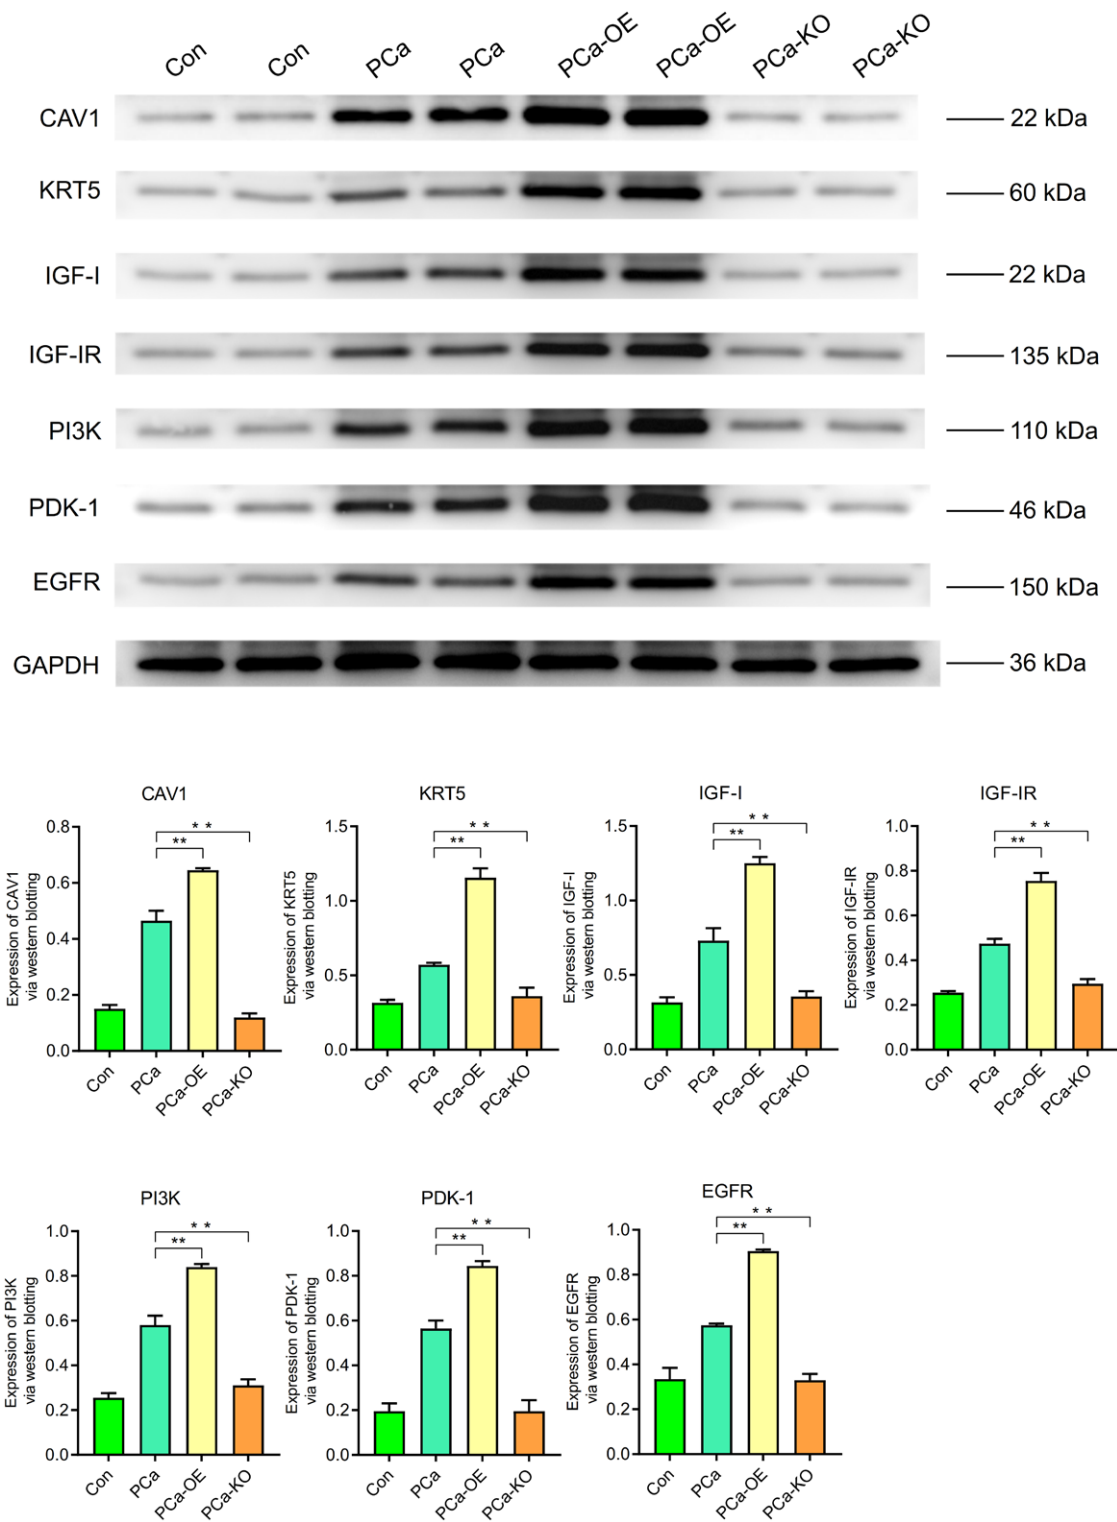 Con Con PCa PCa PCa-OE PCa-OE PCa-KO PCa-KO
CAV1 22 kDa
KRT5 60 kDa
IGF-I 22 kDa
IGF-IR 135 kDa
PI3K 110 kDa
PDK-1 46 kDa
EGFR 150 kDa
GAPDH 36 kDa
CAV1
Expression of CAV1
via western blotting
0.8
0.6
0.4
0.2
0.0
* *
**
Con PCa PCa-OE PCa-KO
KRT5
Expression of KRT5
via western blotting
1.5
1.0
0.5
0.0
* *
**
Con PCa PCa-OE PCa-KO
IGF-I
Expression of IGF-I
via western blotting
1.5
1.0
0.5
0.0
* *
**
Con PCa PCa-OE PCa-KO
IGF-IR
Expression of IGF-IR
via western blotting
1.0
0.8
0.6
0.4
0.2
0.0
* *
**
Con PCa PCa-OE PCa-KO
PI3K
Expression of PI3K
via western blotting
1.0
0.8
0.6
0.4
0.2
0.0
* *
**
Con PCa PCa-OE PCa-KO
PDK-1
Expression of PDK-1
via western blotting
1.0
0.8
0.6
0.4
0.2
0.0
* *
**
Con PCa PCa-OE PCa-KO
EGFR
Expression of EGFR
via western blotting
1.0
0.8
0.6
0.4
0.2
0.0
* *
**
Con PCa PCa-OE PCa-KO